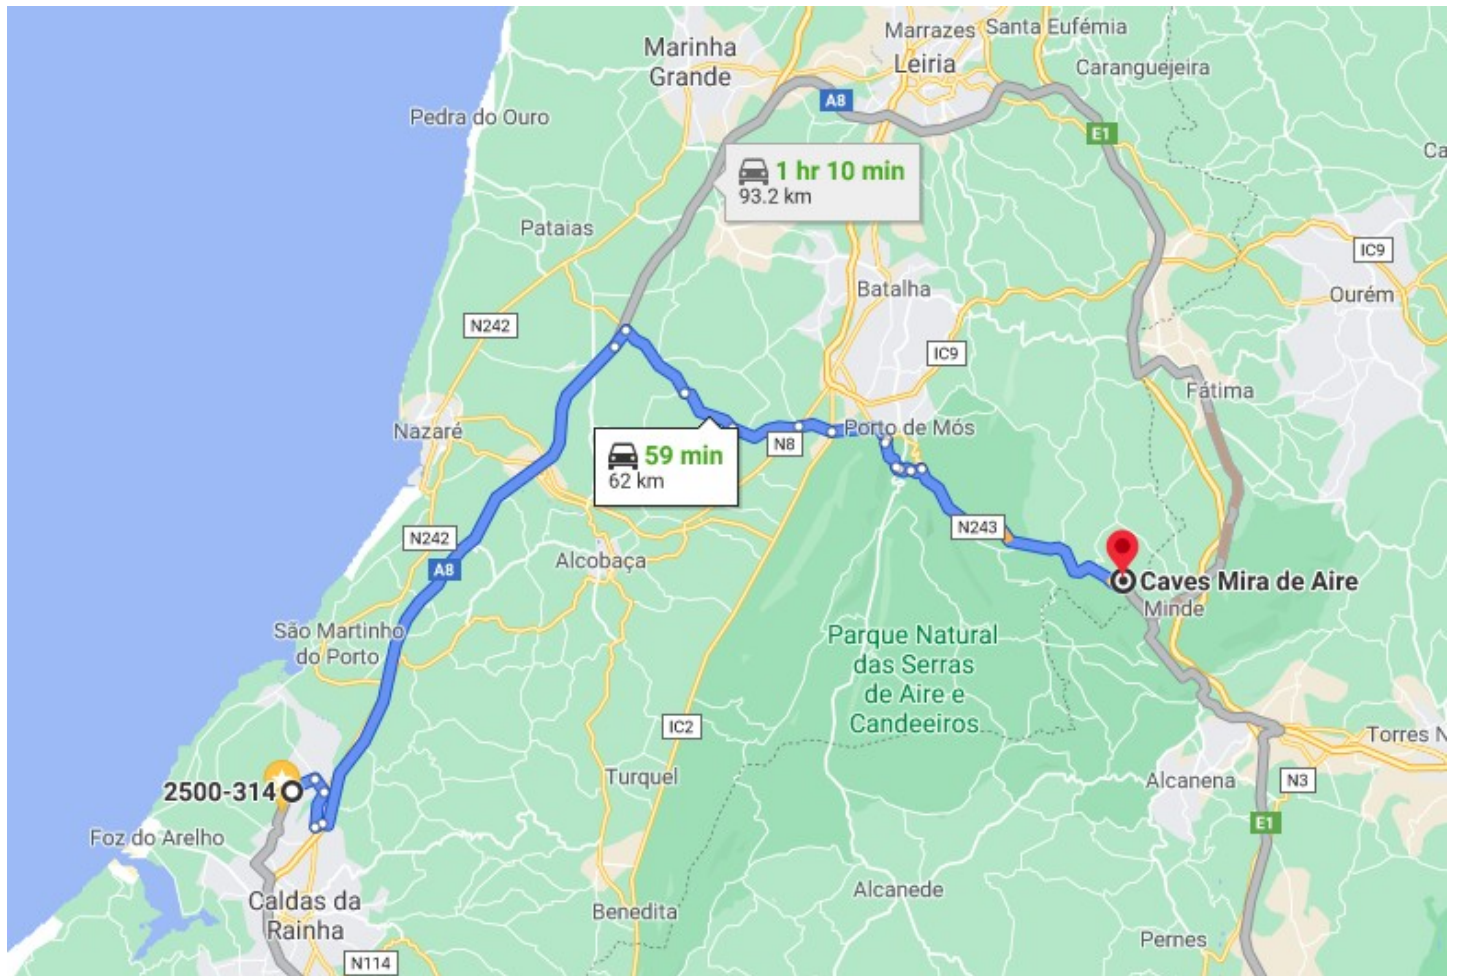 Marrazes
Santa Eufémia
Marinha
Grande
Leiria
Caranguejeira
A8
Pedra do Ouro
E1
Ca
1 hr 10 min
93.2 km
Pataias
IC9
Batalha
Ourém
N242
IC9
Fátima
Nazaré
Porto de Mós
N8
59 min
62 km
N243
N242
Alcobaça
A8
Caves Mira de Aire
Minde
São Martinho
do Porto
Parque Natural
das Serras
de Aire e
Candeeiros
IC2
Torres N
Turquel
Alcanena
N3
2500-314
Foz do Arelho
E1
Caldas da
Rainha
Alcanede
Benedita
Pernes
N114